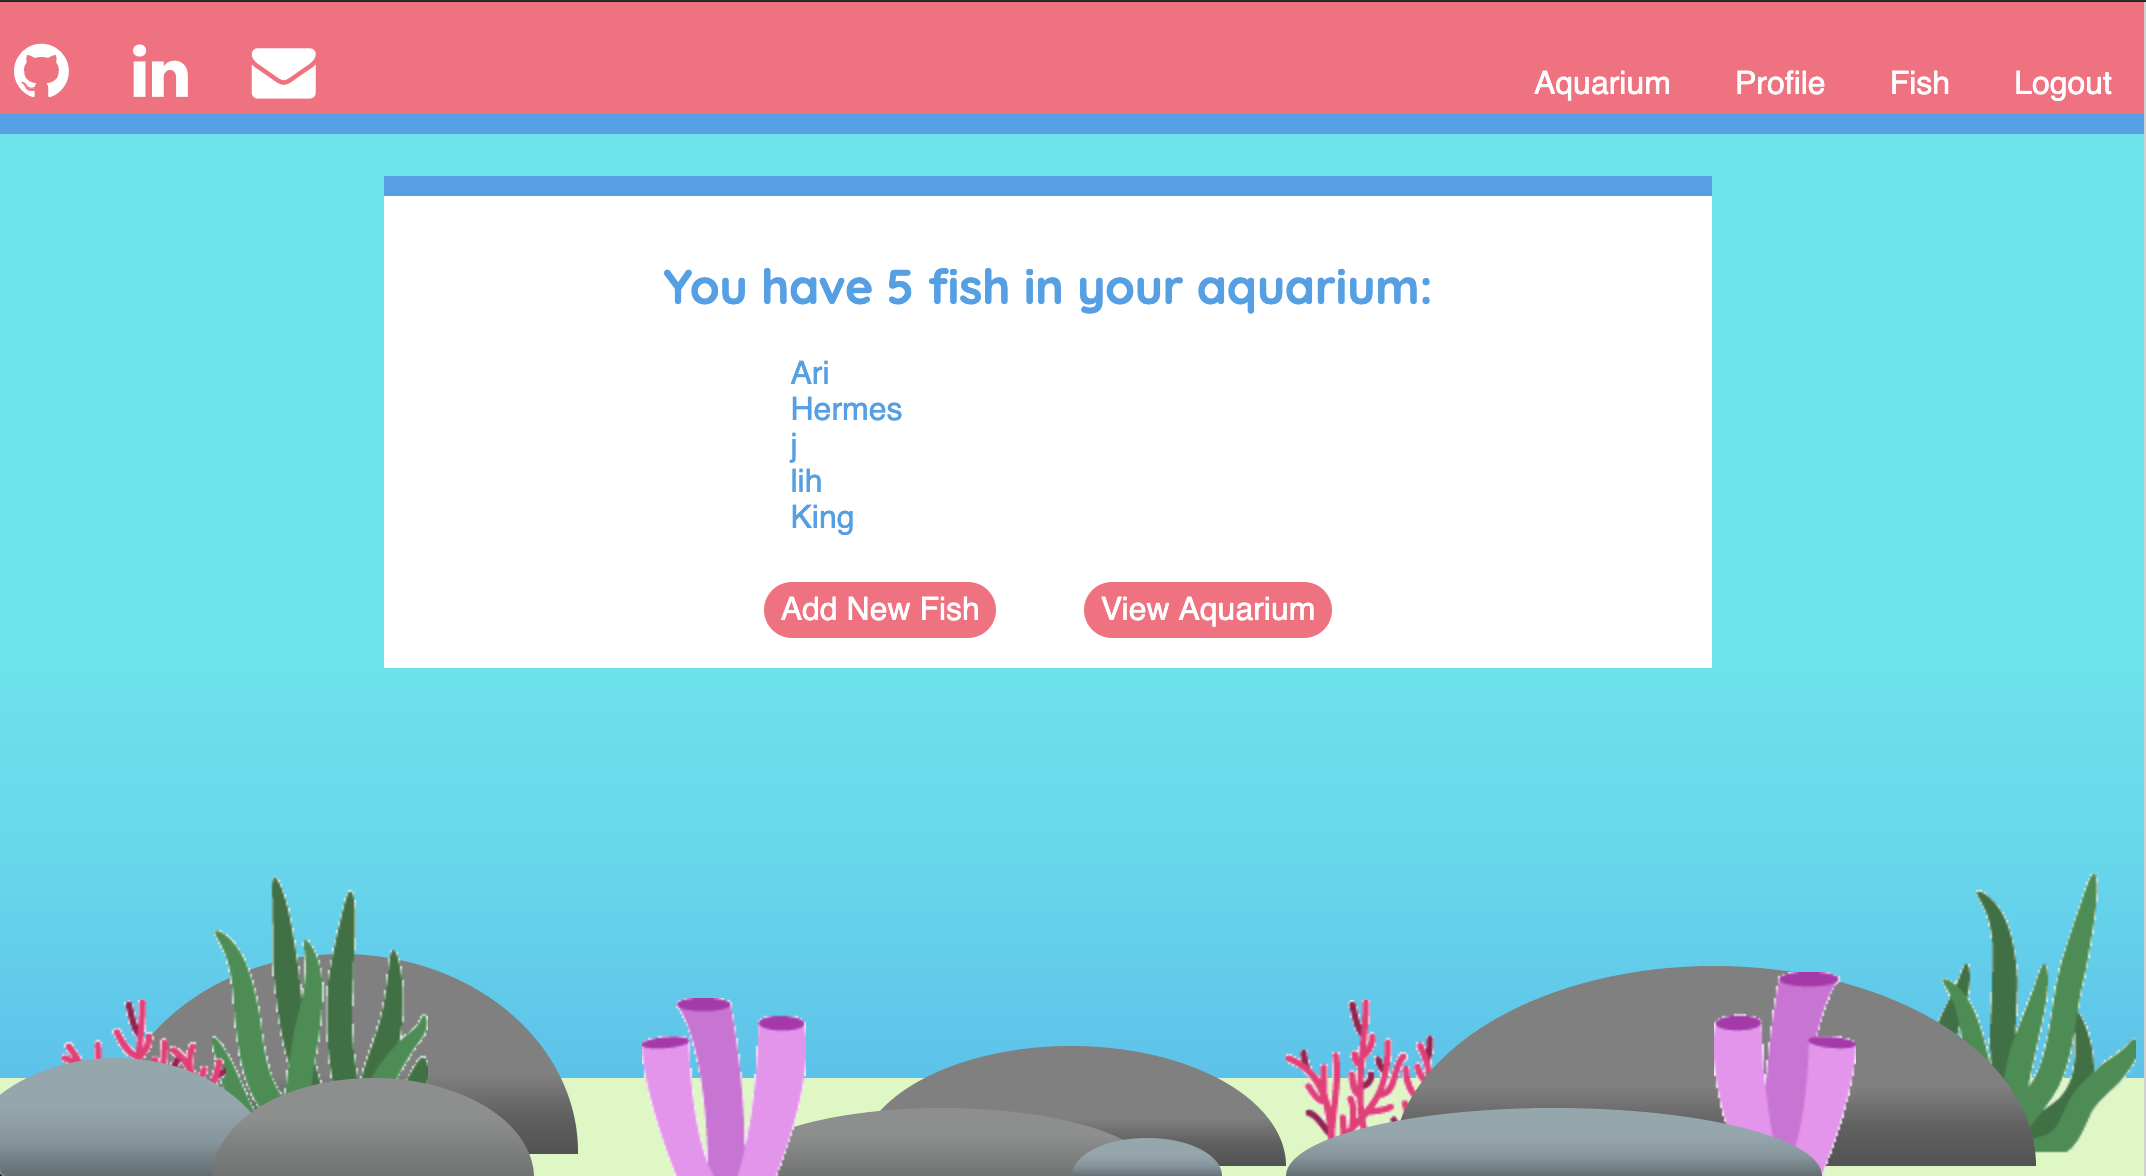 Aquarium Profile Fish Logout
You have 5 fish in your aquarium:
Ari
Hermes
j
lih
King
Add New Fish View Aquarium